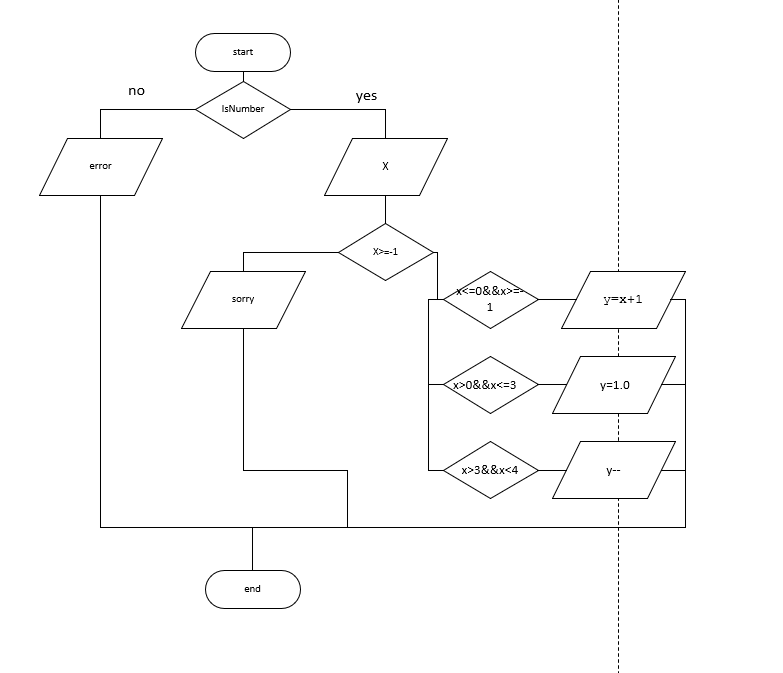 start
no
yes
IsNumber
error
X
X>=-1
sorry
x<=0&&x>=-
1
y=x+1
x>0&&x<=3
y=1.0
x>3&&x<4
y--
end